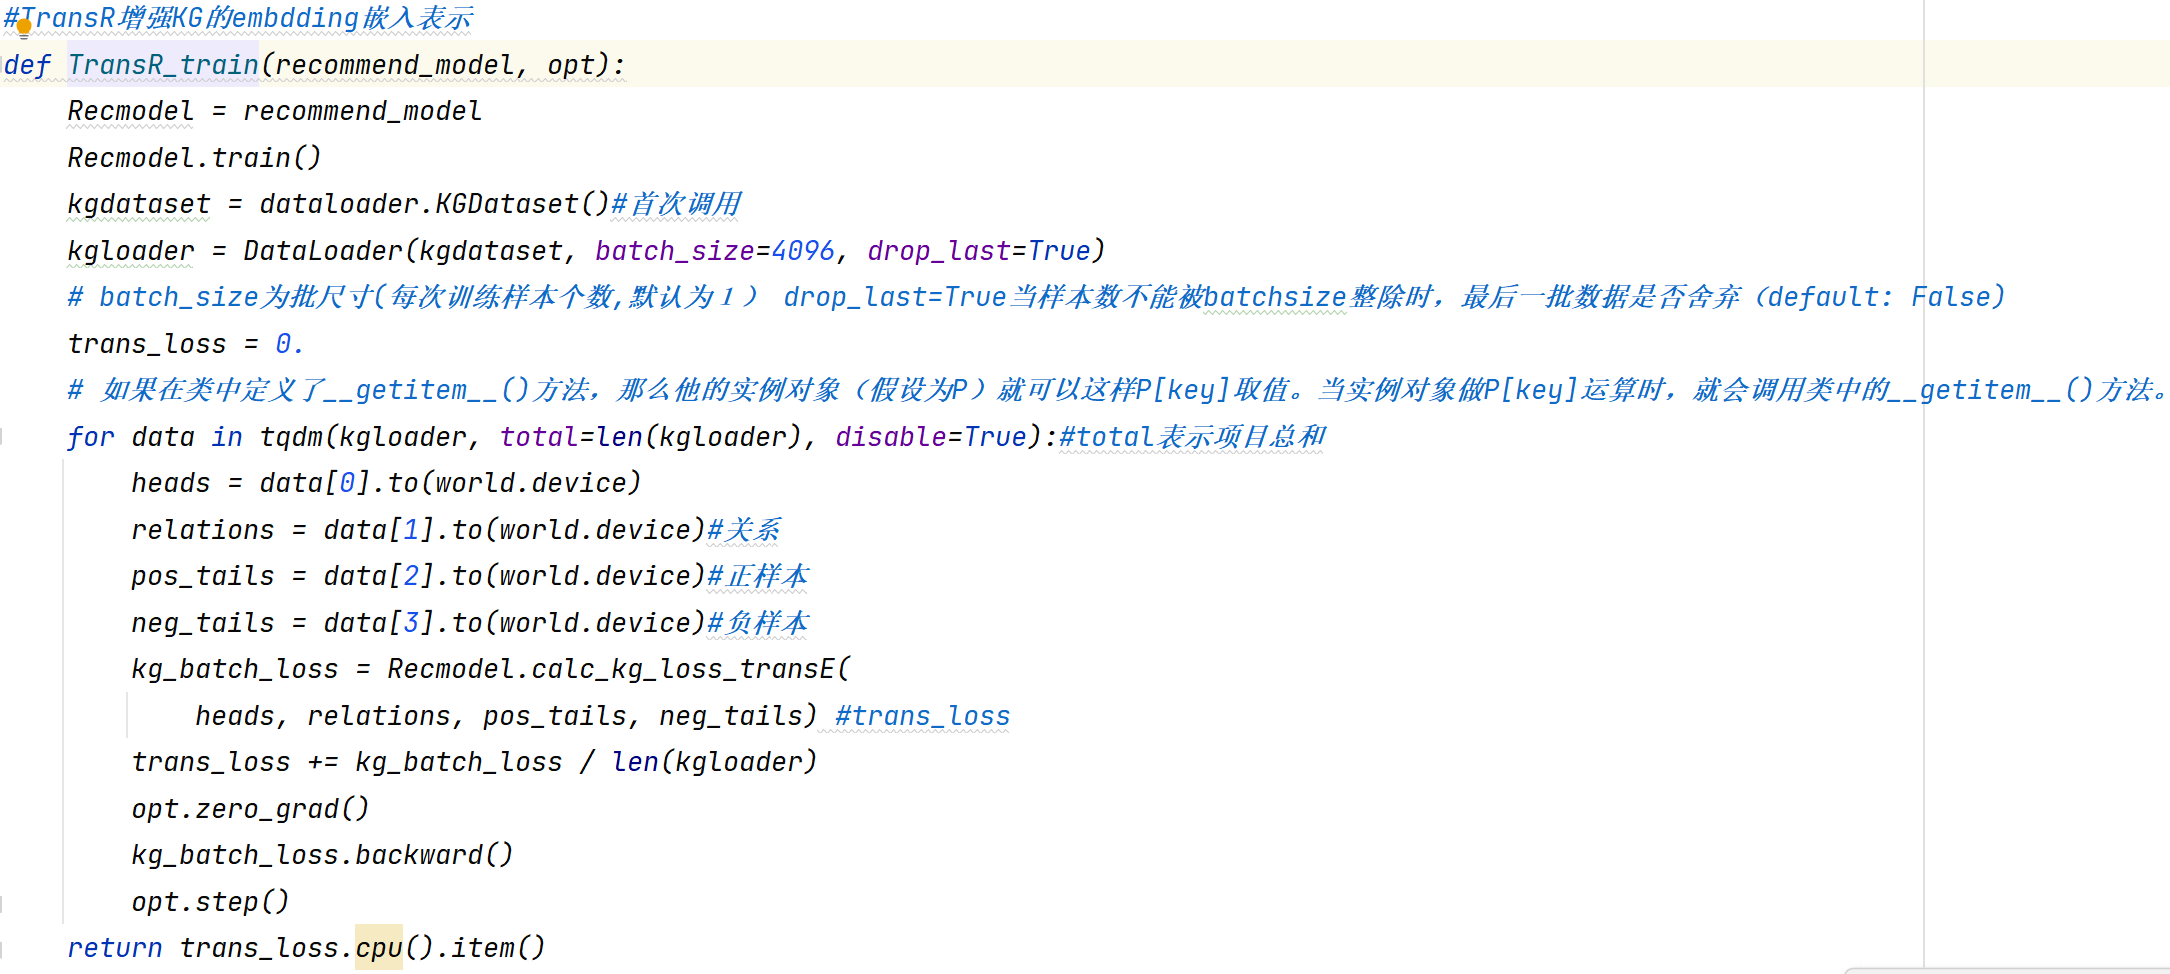 #TransR增强KG的embdding嵌入表示
def TransR_train(recommend_model, opt):
    Recmodel = recommend_model
    Recmodel.train()
    kgdataset = dataloader.KGDataset()#首次调用
    kgloader = DataLoader(kgdataset, batch_size=4096, drop_last=True)
    # batch_size为批尺寸(每次训练样本个数,默认为１） drop_last=True当样本数不能被batchsize整除时，最后一批数据是否舍弃（default: False)
    trans_loss = 0.
    # 如果在类中定义了__getitem__()方法，那么他的实例对象（假设为P）就可以这样P[key]取值。当实例对象做P[key]运算时，就会调用类中的__getitem__()方法。
    for data in tqdm(kgloader, total=len(kgloader), disable=True):#total表示项目总和
        heads = data[0].to(world.device)
        relations = data[1].to(world.device)#关系
        pos_tails = data[2].to(world.device)#正样本
        neg_tails = data[3].to(world.device)#负样本
        kg_batch_loss = Recmodel.calc_kg_loss_transE(
            heads, relations, pos_tails, neg_tails) #trans_loss
        trans_loss += kg_batch_loss / len(kgloader)
        opt.zero_grad()
        kg_batch_loss.backward()
        opt.step()
    return trans_loss.cpu().item()